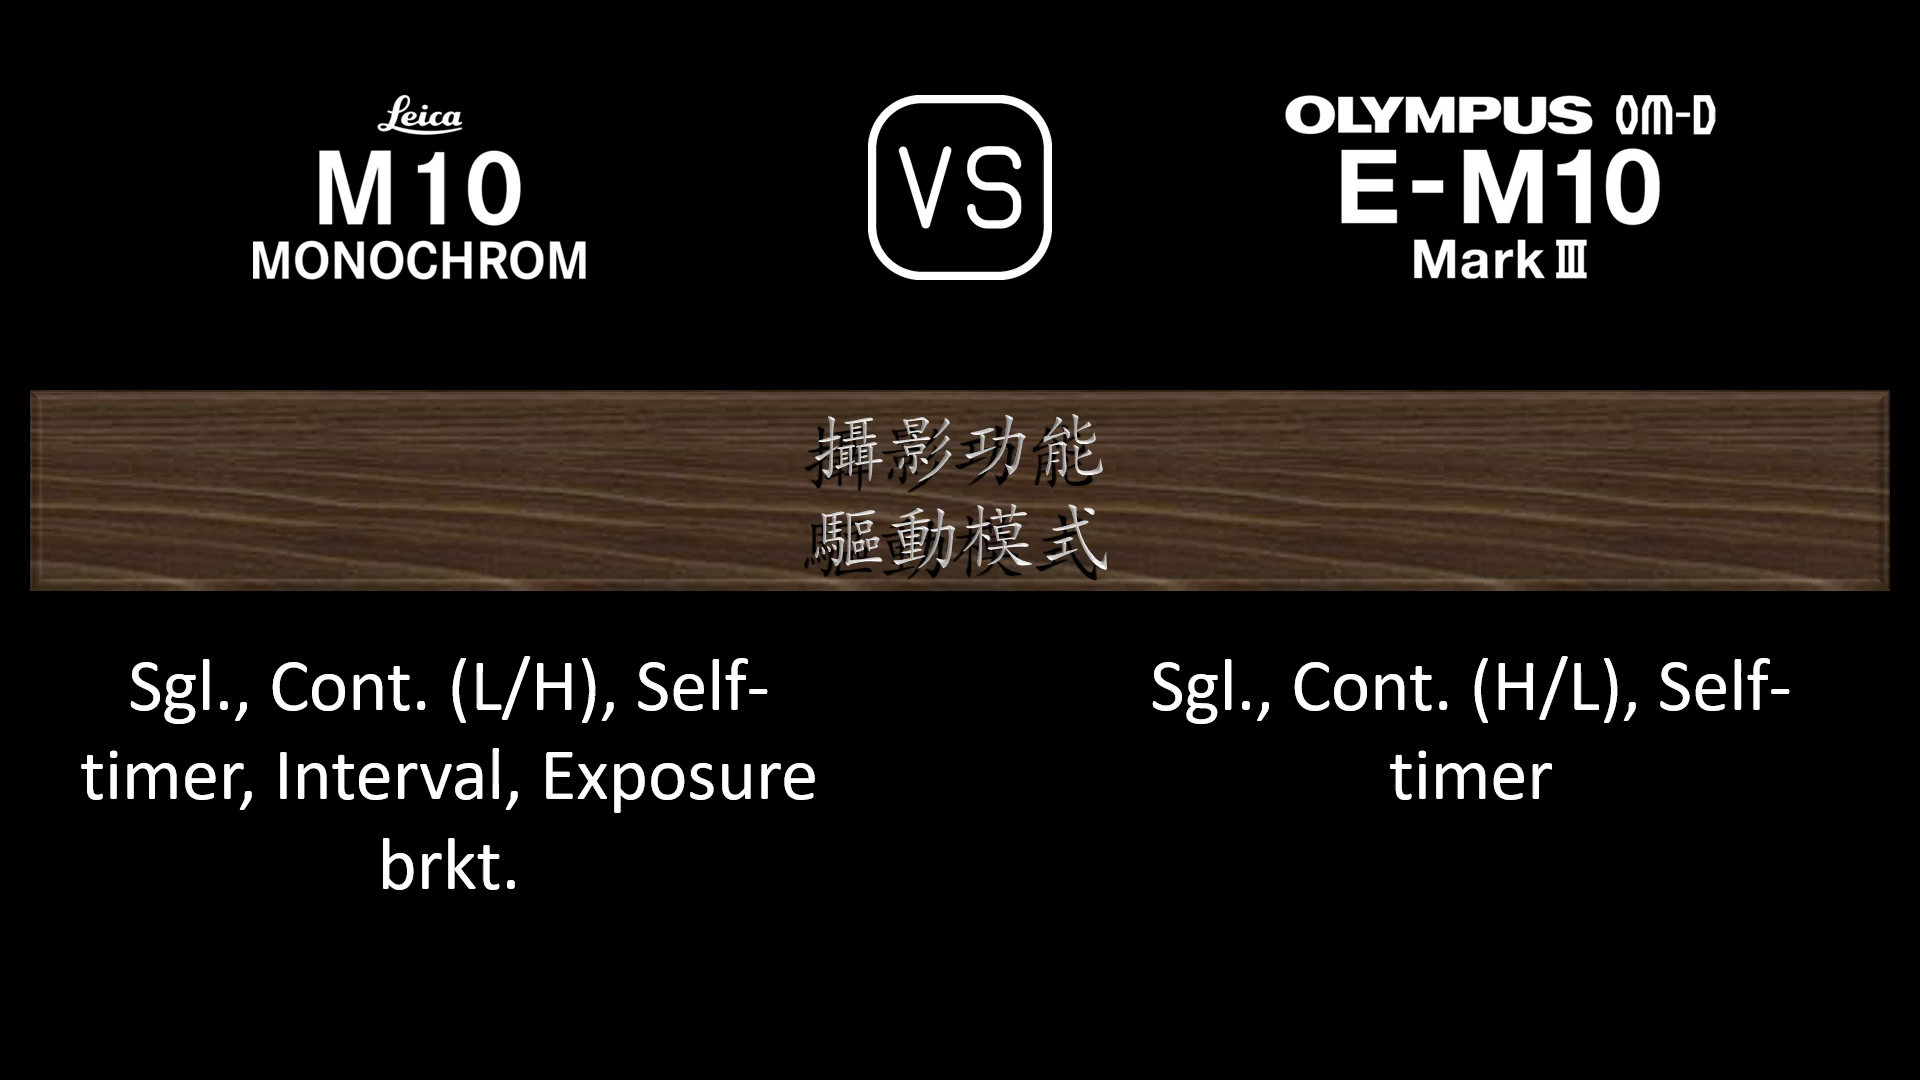 Leica
M10
MONOCHROM
VS
OLYMPUS OM-D
E-M10
Mark III
攝影功能
驅動模式
Sgl., Cont. (L/H), Self-
timer, Interval, Exposure
brkt.
Sgl., Cont. (H/L), Self-
timer